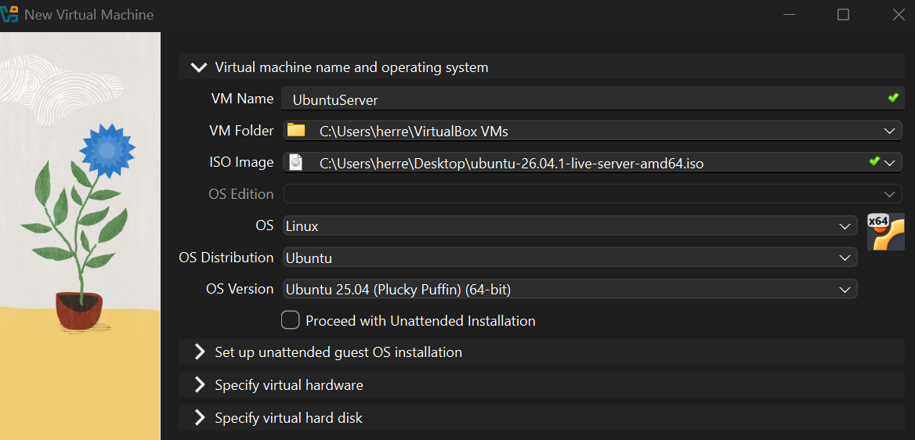 New Virtual Machine
Virtual machine name and operating system
VM Name UbuntuServer
VM Folder C:\Users\herre\VirtualBox VMs
ISO Image C:\Users\herre\Desktop\ubuntu-26.04.1-live-server-amd64.iso
OS Edition
OS Linux
x64
OS Distribution Ubuntu
OS Version Ubuntu 25.04 (Plucky Puffin) (64-bit)
Proceed with Unattended Installation
Set up unattended guest OS installation
Specify virtual hardware
Specify virtual hard disk